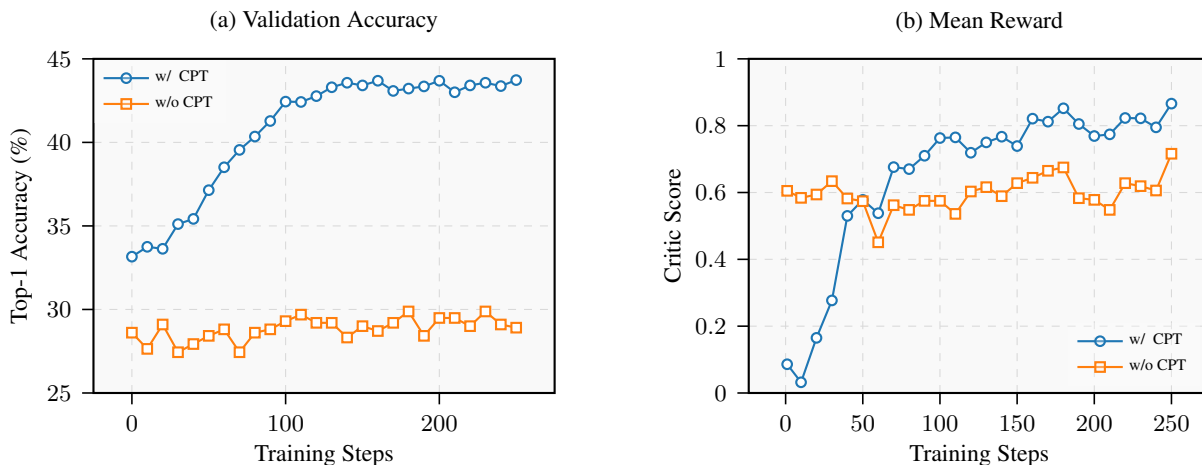 (a) Validation Accuracy
45
40
35
30
25
Top-1 Accuracy (%)
w/ CPT
w/o CPT
0 100 200
Training Steps
(b) Mean Reward
1
0.8
0.6
0.4
0.2
0
Critic Score
w/ CPT
w/o CPT
0 50 100 150 200 250
Training Steps